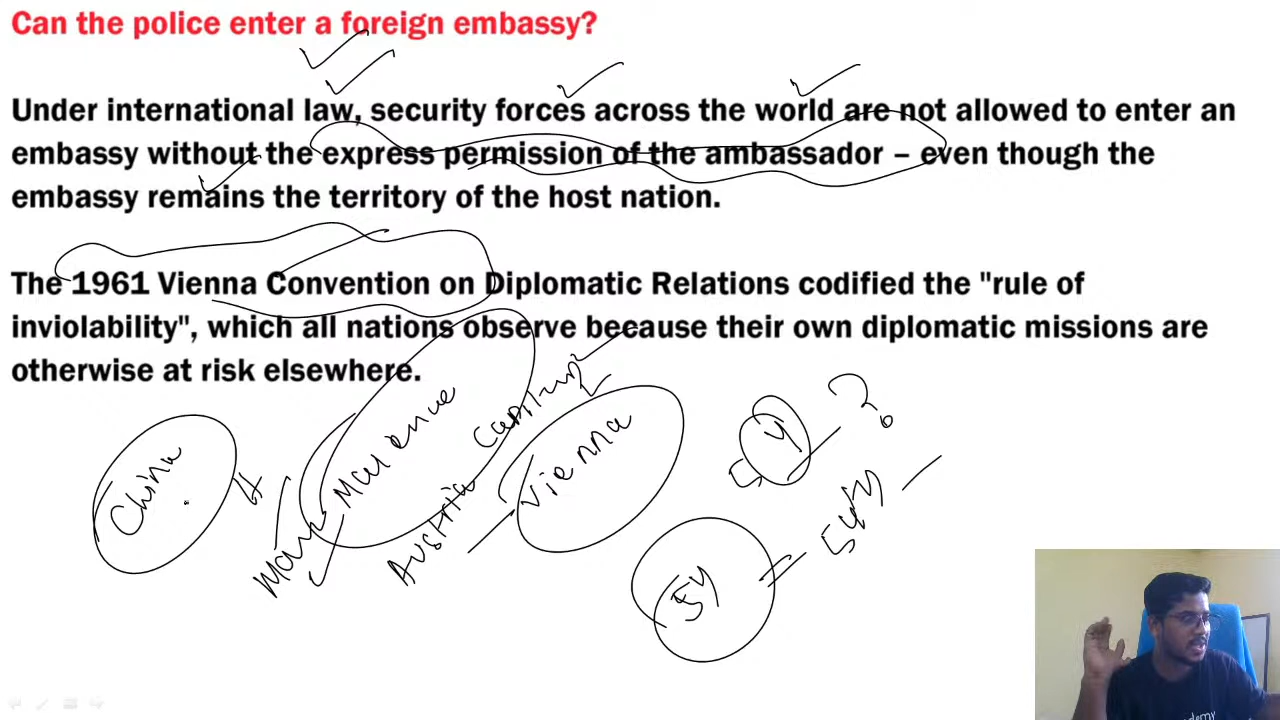 Can the police enter a foreign embassy?
Under international law, security forces across the world are not allowed to enter an
embassy without the express permission of the ambassador – even though the
embassy remains the territory of the host nation.
The 1961 Vienna Convention on Diplomatic Relations codified the "rule of
inviolability", which all nations observe because their own diplomatic missions are
otherwise at risk elsewhere.
China
Austria
Vienna
y ?
5y